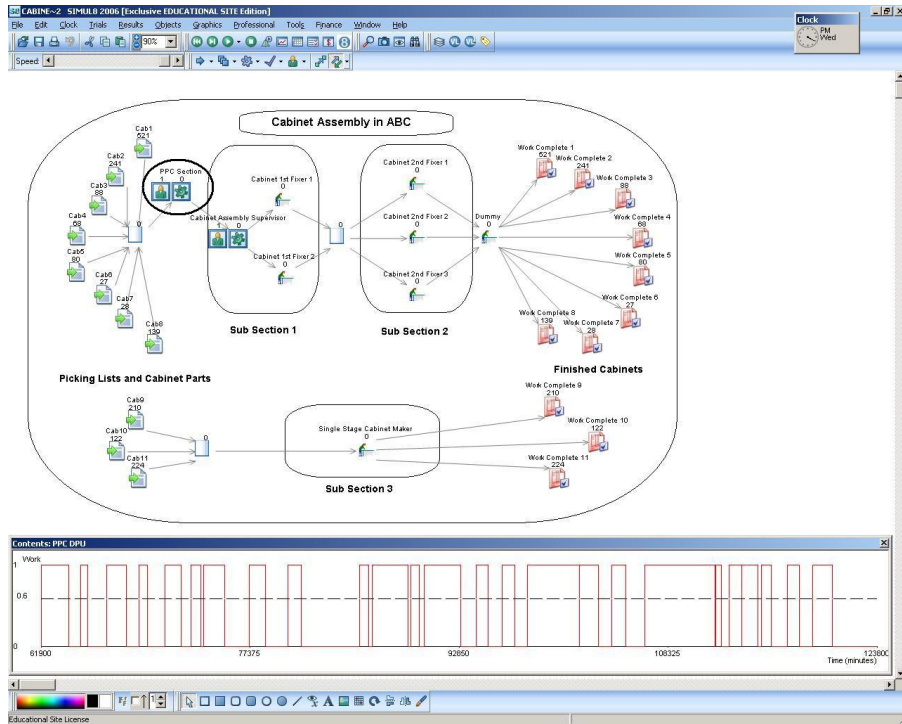 CABINE~2 SIMUL8 2006 [Exclusive EDUCATIONAL SITE Edition]
File Edit Clock Trials Results Objects Graphics Professional Tools Finance Window Help
90%
Speed:
Clock
PM
Wed
Cabinet Assembly in ABC
Cab1
521
Cab2
241
Cab3
88
Cab4
68
Cab5
80
Cab6
27
Cab7
28
Cab8
139
0
PPC Section
1 0
Cabinet Assembly Supervisor
1 0
Cabinet 1st Fixer 1
0
Cabinet 1st Fixer 2
0
0
Cabinet 2nd Fixer 1
0
Cabinet 2nd Fixer 2
0
Cabinet 2nd Fixer 3
0
Dummy
0
Work Complete 1
521
Work Complete 2
241
Work Complete 3
88
Work Complete 4
68
Work Complete 5
80
Work Complete 6
27
Work Complete 7
28
Work Complete 8
139
Sub Section 1
Sub Section 2
Finished Cabinets
Picking Lists and Cabinet Parts
Cab9
210
Cab10
122
Cab11
224
0
Single Stage Cabinet Maker
0
Sub Section 3
Work Complete 9
210
Work Complete 10
122
Work Complete 11
224
Contents: PPC DPU
Work
1
0.6
0
61900 77375 92850 108325 123800
Time (minutes)
Educational Site License